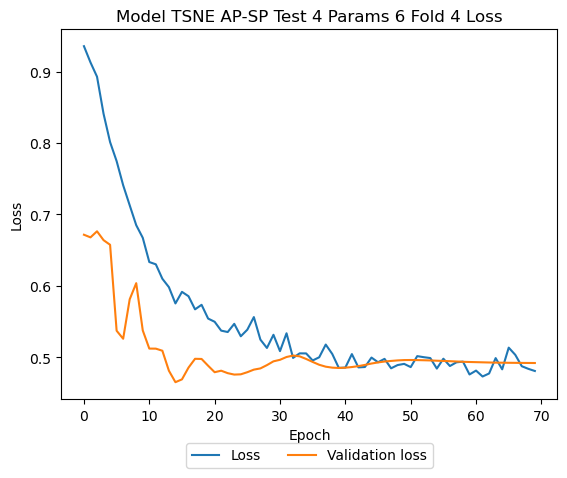 Model TSNE AP-SP Test 4 Params 6 Fold 4 Loss
0.9
0.8
0.7
0.6
0.5
Loss
0 10 20 30 40 50 60 70
Epoch
Loss Validation loss